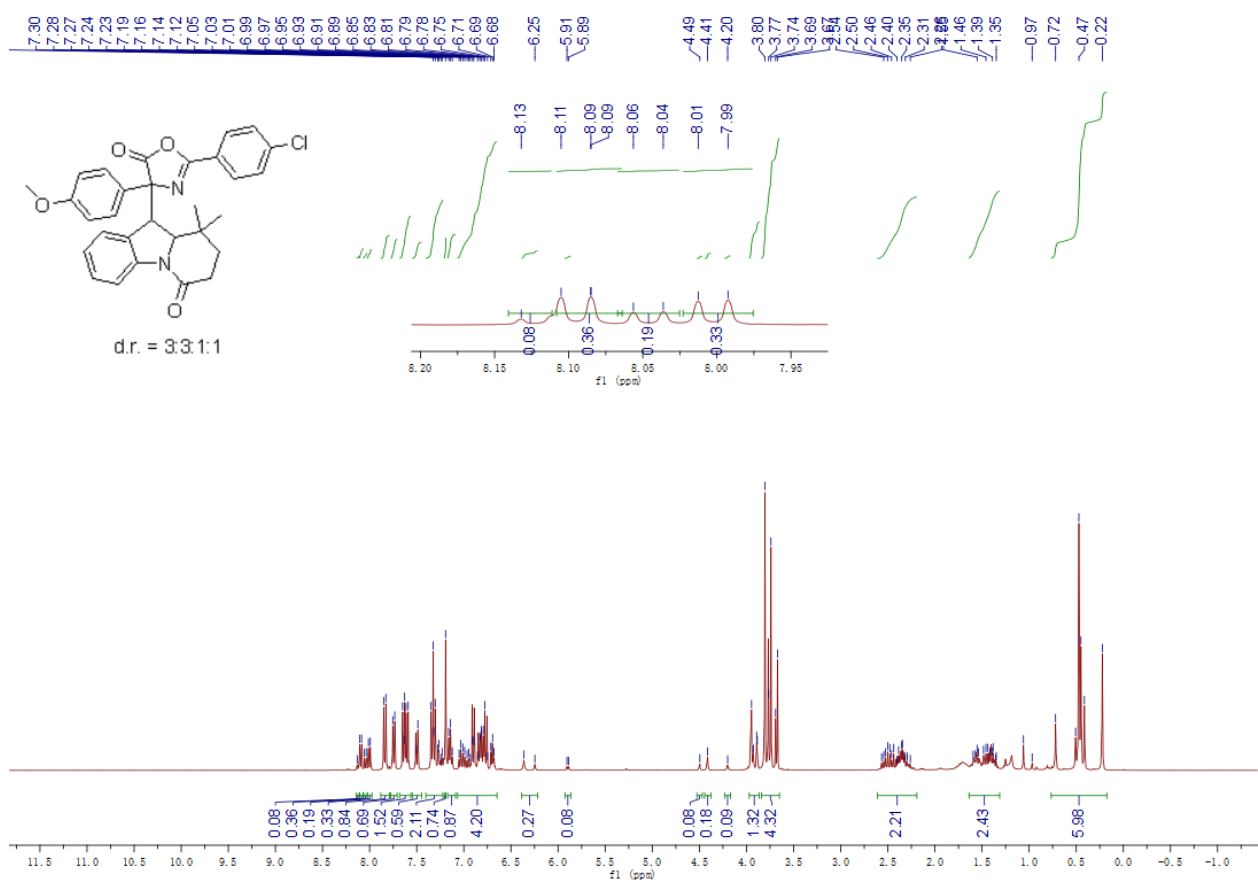 7.30 7.28 7.27 7.24 7.23 7.19 7.16 7.14 7.12 7.05 7.03 7.01 6.99 6.97 6.95 6.93 6.91 6.89 6.85 6.83 6.81 6.79 6.78 6.75 6.71 6.69 6.68 6.25 5.91 5.89 4.49 4.41 4.20 3.80 3.77 3.74 3.69 2.50 2.46 2.40 2.35 2.31 1.46 1.39 1.35 0.97 0.72 0.47 0.22
8.13 8.11 8.09 8.09 8.06 8.04 8.01 7.99
O
O
Cl
N
O
N
O
d.r. = 3:3:1:1
0.08 0.36 0.19 0.33
8.20 8.15 8.10 8.05 8.00 7.95
f1 (ppm)
0.08 0.36 0.19 0.33 0.84 0.69 1.52 0.59 2.11 0.74 0.87 4.20 0.27 0.08 0.08 0.18 0.09 1.32 4.32 2.21 2.43 5.98
11.5 11.0 10.5 10.0 9.5 9.0 8.5 8.0 7.5 7.0 6.5 6.0 5.5 5.0 4.5 4.0 3.5 3.0 2.5 2.0 1.5 1.0 0.5 0.0 -0.5 -1.0
f1 (ppm)